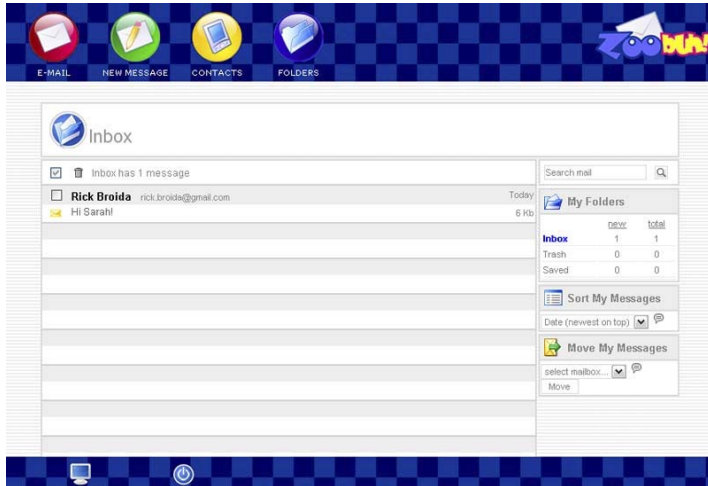 E-MAIL NEW MESSAGE CONTACTS FOLDERS
Zoobuh!
Inbox
Inbox has 1 message
Rick Broida rick.broida@gmail.com Today
Hi Sarah! 6 Kb
Search mail
My Folders
new total
Inbox 1 1
Trash 0 0
Saved 0 0
Sort My Messages
Date (newest on top)
Move My Messages
select mailbox...
Move